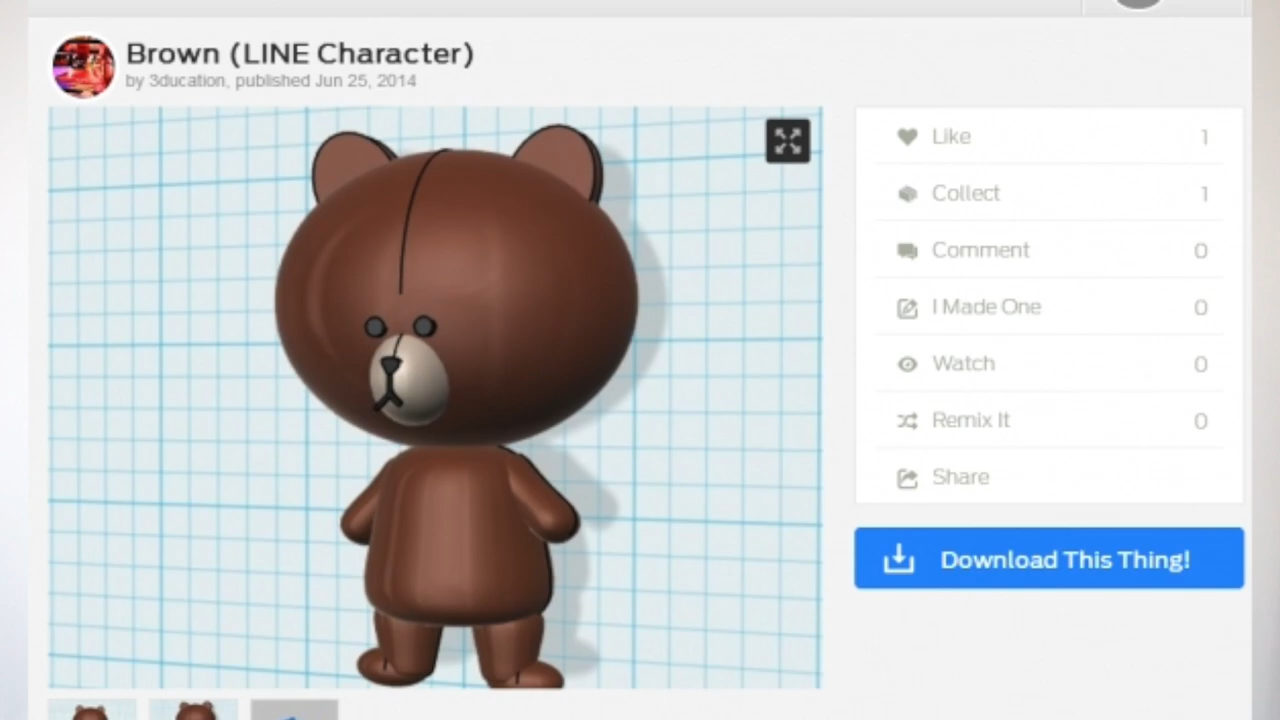 Brown (LINE Character)
by 3ducation, published Jun 25, 2014
Like 1
Collect 1
Comment 0
I Made One 0
Watch 0
Remix It 0
Share
Download This Thing!